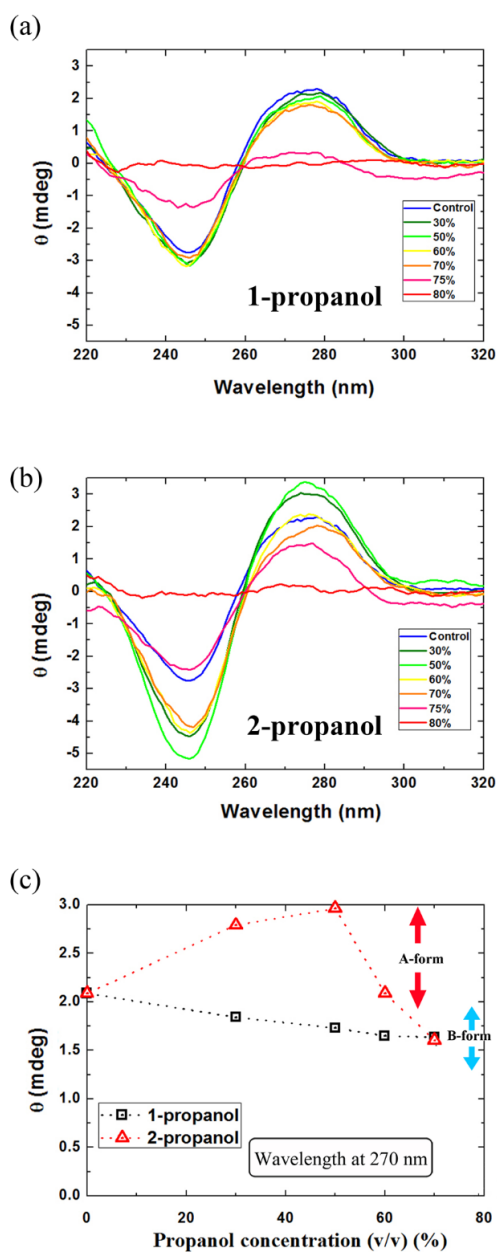 (a)
θ (mdeg)
2
1
0
-1
-2
-3
-4
-5
Control
30%
50%
60%
70%
75%
80%
1-propanol
220 240 260 280 300 320
Wavelength (nm)
(b)
θ (mdeg)
3
2
1
0
-1
-2
-3
-4
-5
Control
30%
50%
60%
70%
75%
80%
2-propanol
220 240 260 280 300 320
Wavelength (nm)
(c)
θ (mdeg)
3.0
2.5
2.0
1.5
1.0
0.5
0.0
A-form
B-form
1-propanol
2-propanol
Wavelength at 270 nm
0 20 40 60 80
Propanol concentration (v/v) (%)